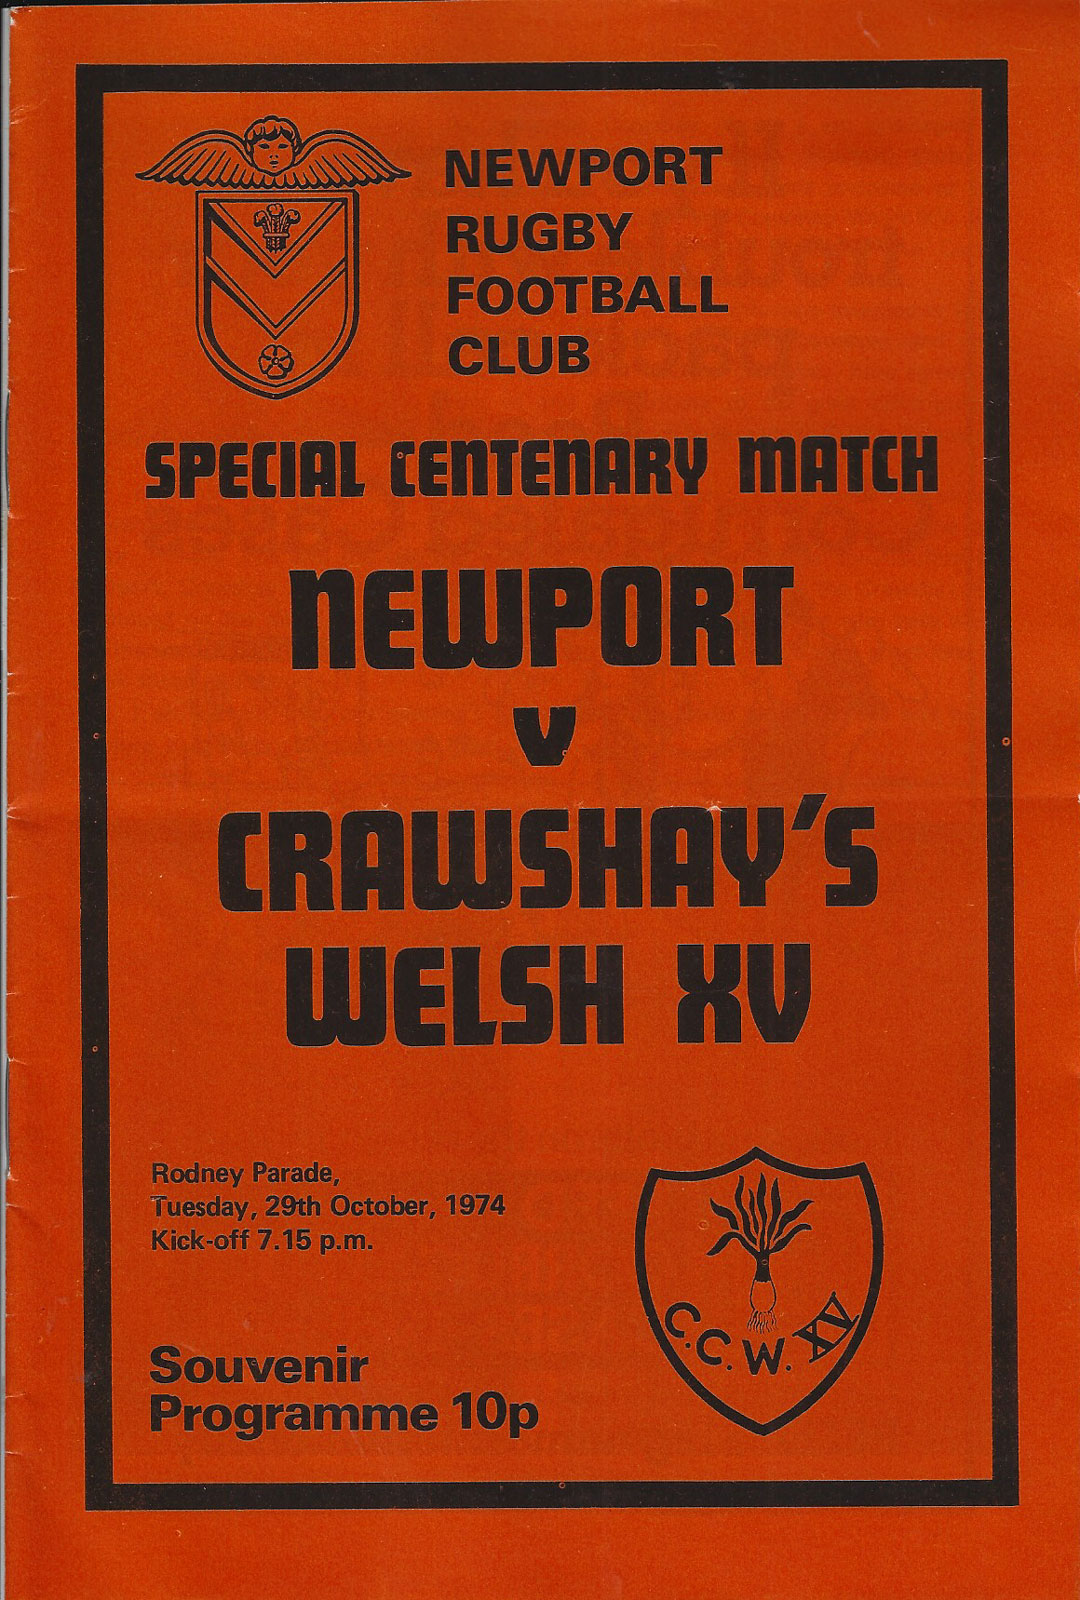 NEWPORT
RUGBY
FOOTBALL
CLUB
SPECIAL CENTENARY MATCH
NEWPORT
v
CRAWSHAY'S
WELSH XV
Rodney Parade,
Tuesday, 29th October, 1974
Kick-off 7.15 p.m.
Souvenir
Programme 10p
C.C.W. XV